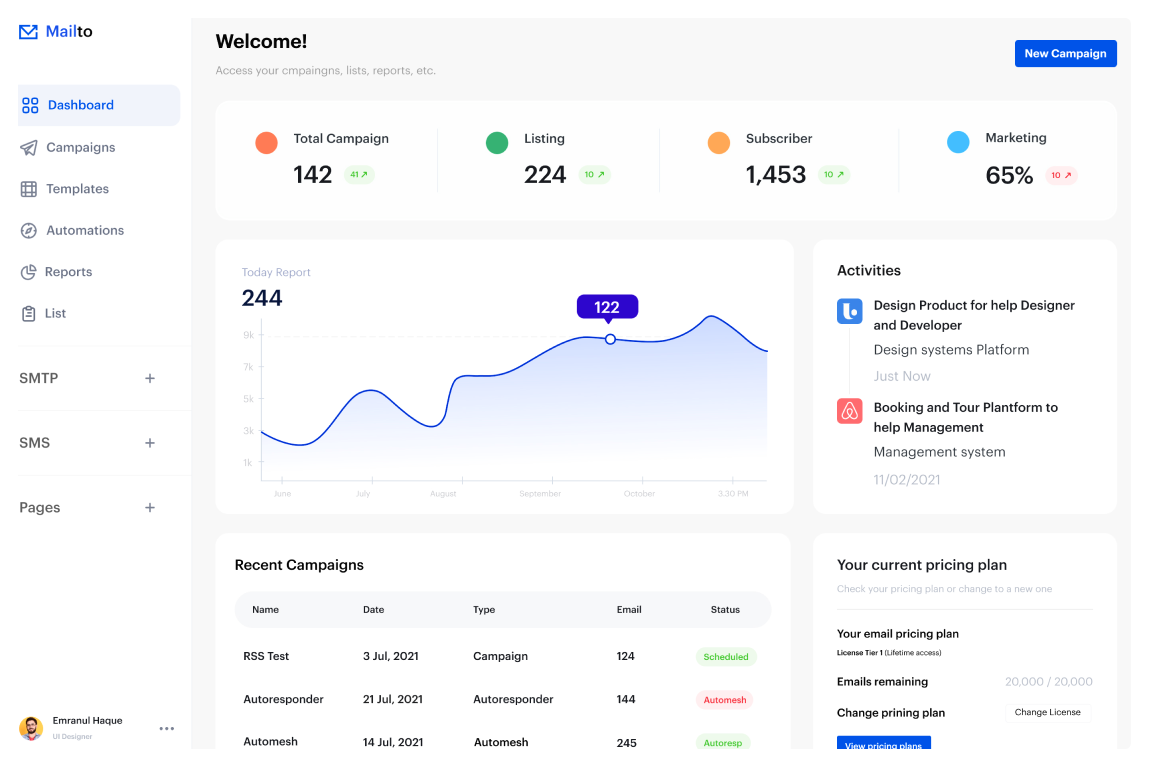 Mailto
Dashboard
Campaigns
Templates
Automations
Reports
List
SMTP
SMS
Pages
Emranul Haque
UI Designer
Welcome!
Access your cmpaingns, lists, reports, etc.
New Campaign
Total Campaign
142 41
Listing
224 10
Subscriber
1,453 10
Marketing
65% 10
Today Report
244
122
9k
7k
5k
3k
1k
June July August September October 3:30 PM
Activities
Design Product for help Designer
and Developer
Design systems Platform
Just Now
Booking and Tour Plantform to
help Management
Management system
11/02/2021
Recent Campaigns
Name Date Type Email Status
RSS Test 3 Jul, 2021 Campaign 124 Scheduled
Autoresponder 21 Jul, 2021 Autoresponder 144 Automesh
Automesh 14 Jul, 2021 Automesh 245 Autoresp
Your current pricing plan
Check your pricing plan or change to a new one
Your email pricing plan
License Tier 1 (Lifetime access)
Emails remaining 20,000 / 20,000
Change prining plan Change License
View pricing plans